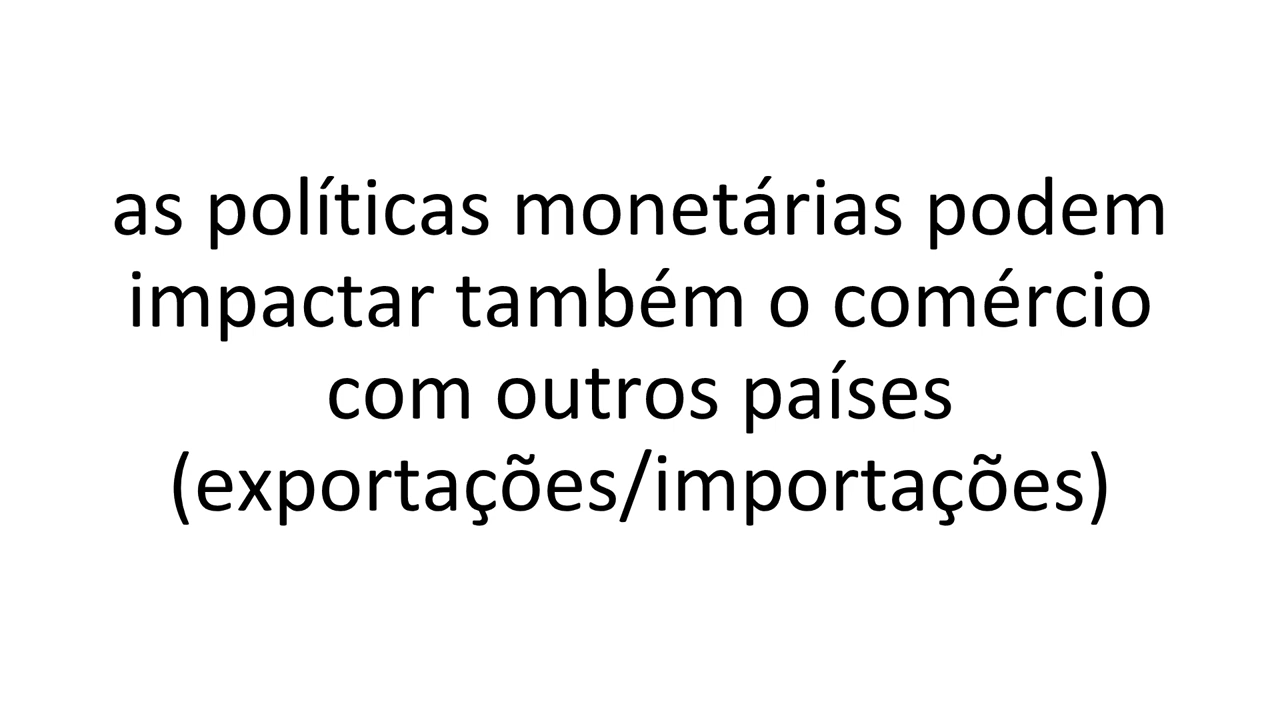 as políticas monetárias podem
impactar também o comércio
com outros países
(exportações/importações)